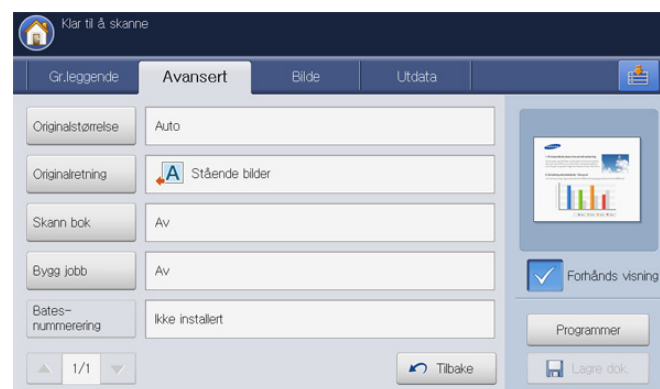 Klar til å skanne
Gr.leggende
Avansert
Bilde
Utdata
Originalstørrelse
Auto
Originalretning
A Stående bilder
Skann bok
Av
Bygg jobb
Av
Forhånds visning
Bates-
nummerering
Ikke installert
Programmer
1/1
Tilbake
Lagre dok.